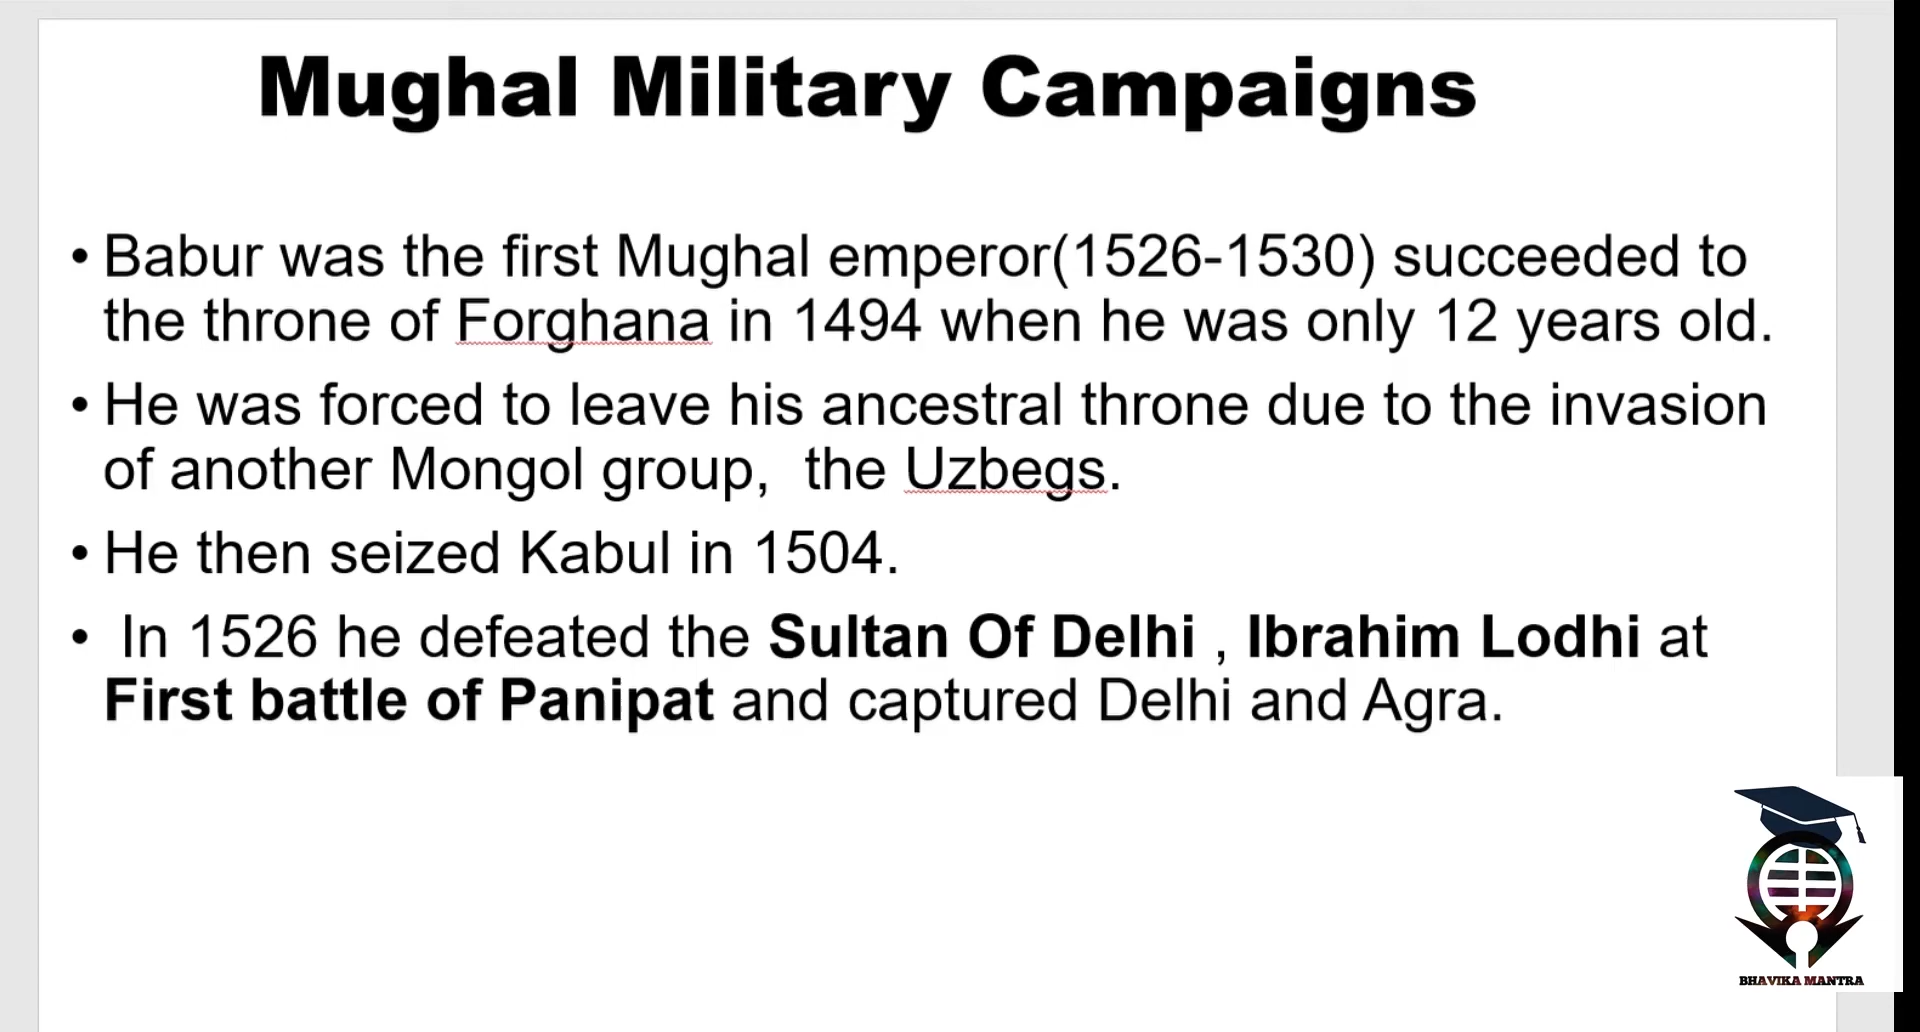 Mughal Military Campaigns
• Babur was the first Mughal emperor(1526-1530) succeeded to
the throne of Forghana in 1494 when he was only 12 years old.
• He was forced to leave his ancestral throne due to the invasion
of another Mongol group,  the Uzbegs.
• He then seized Kabul in 1504.
•  In 1526 he defeated the Sultan Of Delhi , Ibrahim Lodhi at
First battle of Panipat and captured Delhi and Agra.
BHAVIKA MANTRA